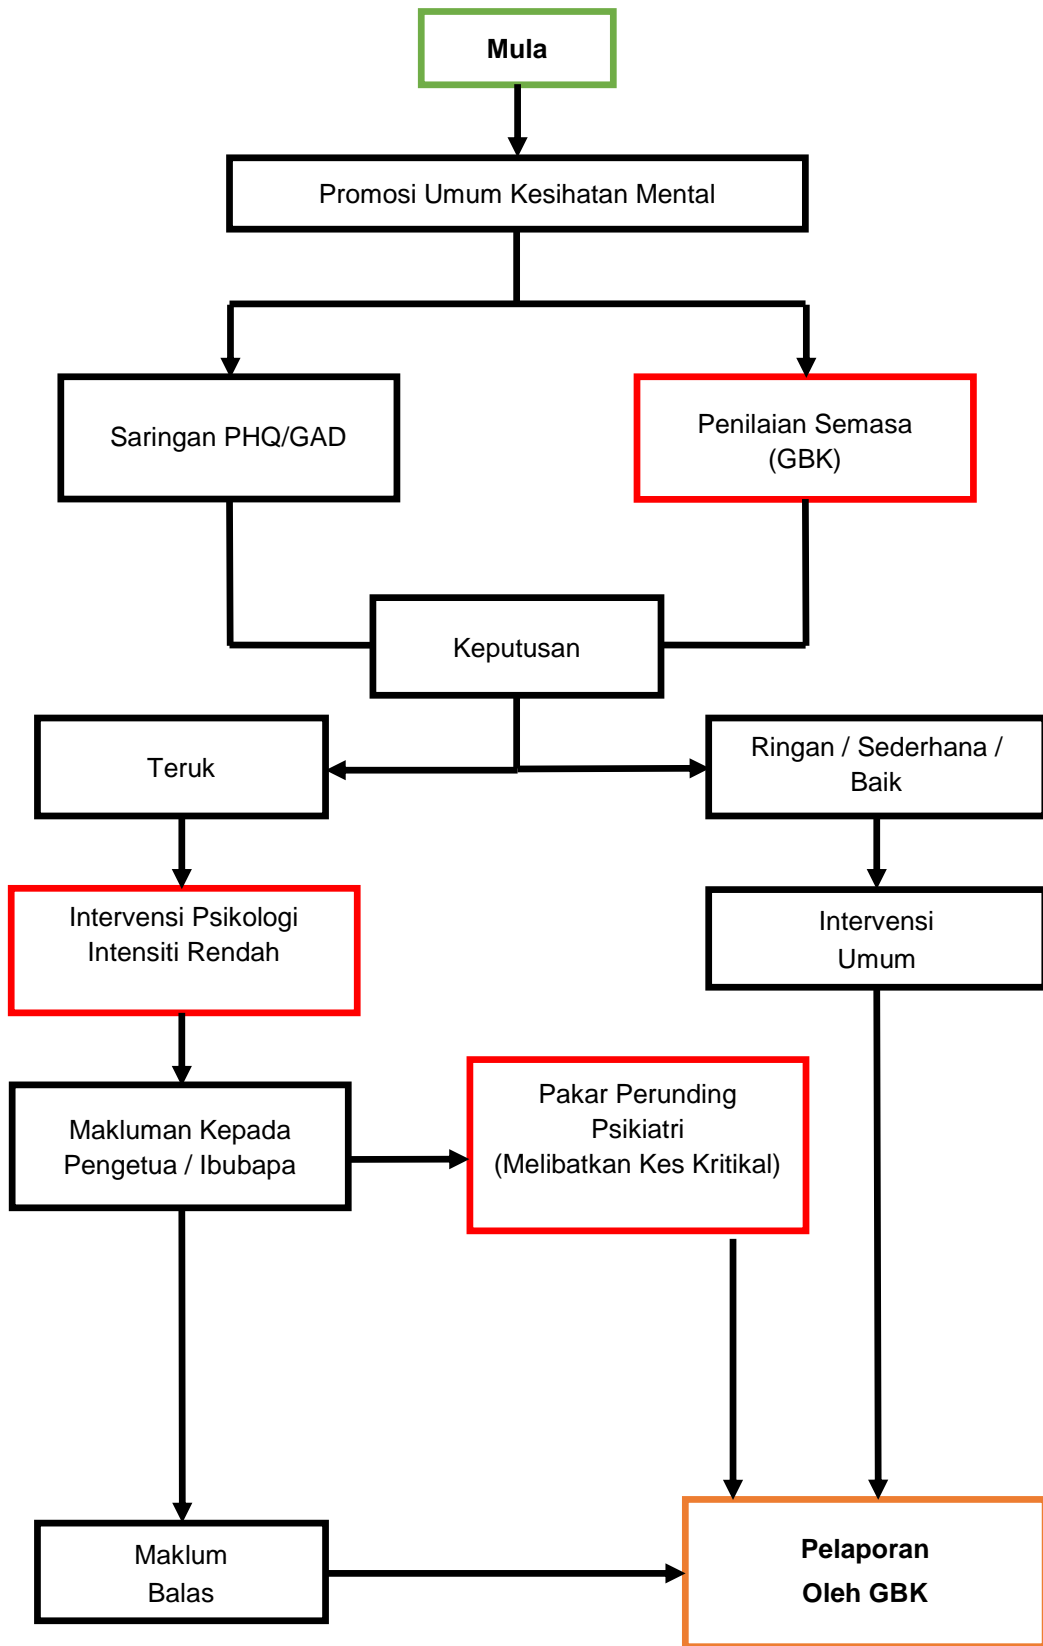 Mula
Promosi Umum Kesihatan Mental
Saringan PHQ/GAD
Penilaian Semasa
(GBK)
Keputusan
Teruk
Ringan / Sederhana /
Baik
Intervensi Psikologi
Intensiti Rendah
Intervensi
Umum
Makluman Kepada
Pengetua / Ibubapa
Pakar Perunding
Psikiatri
(Melibatkan Kes Kritikal)
Maklum
Balas
Pelaporan
Oleh GBK